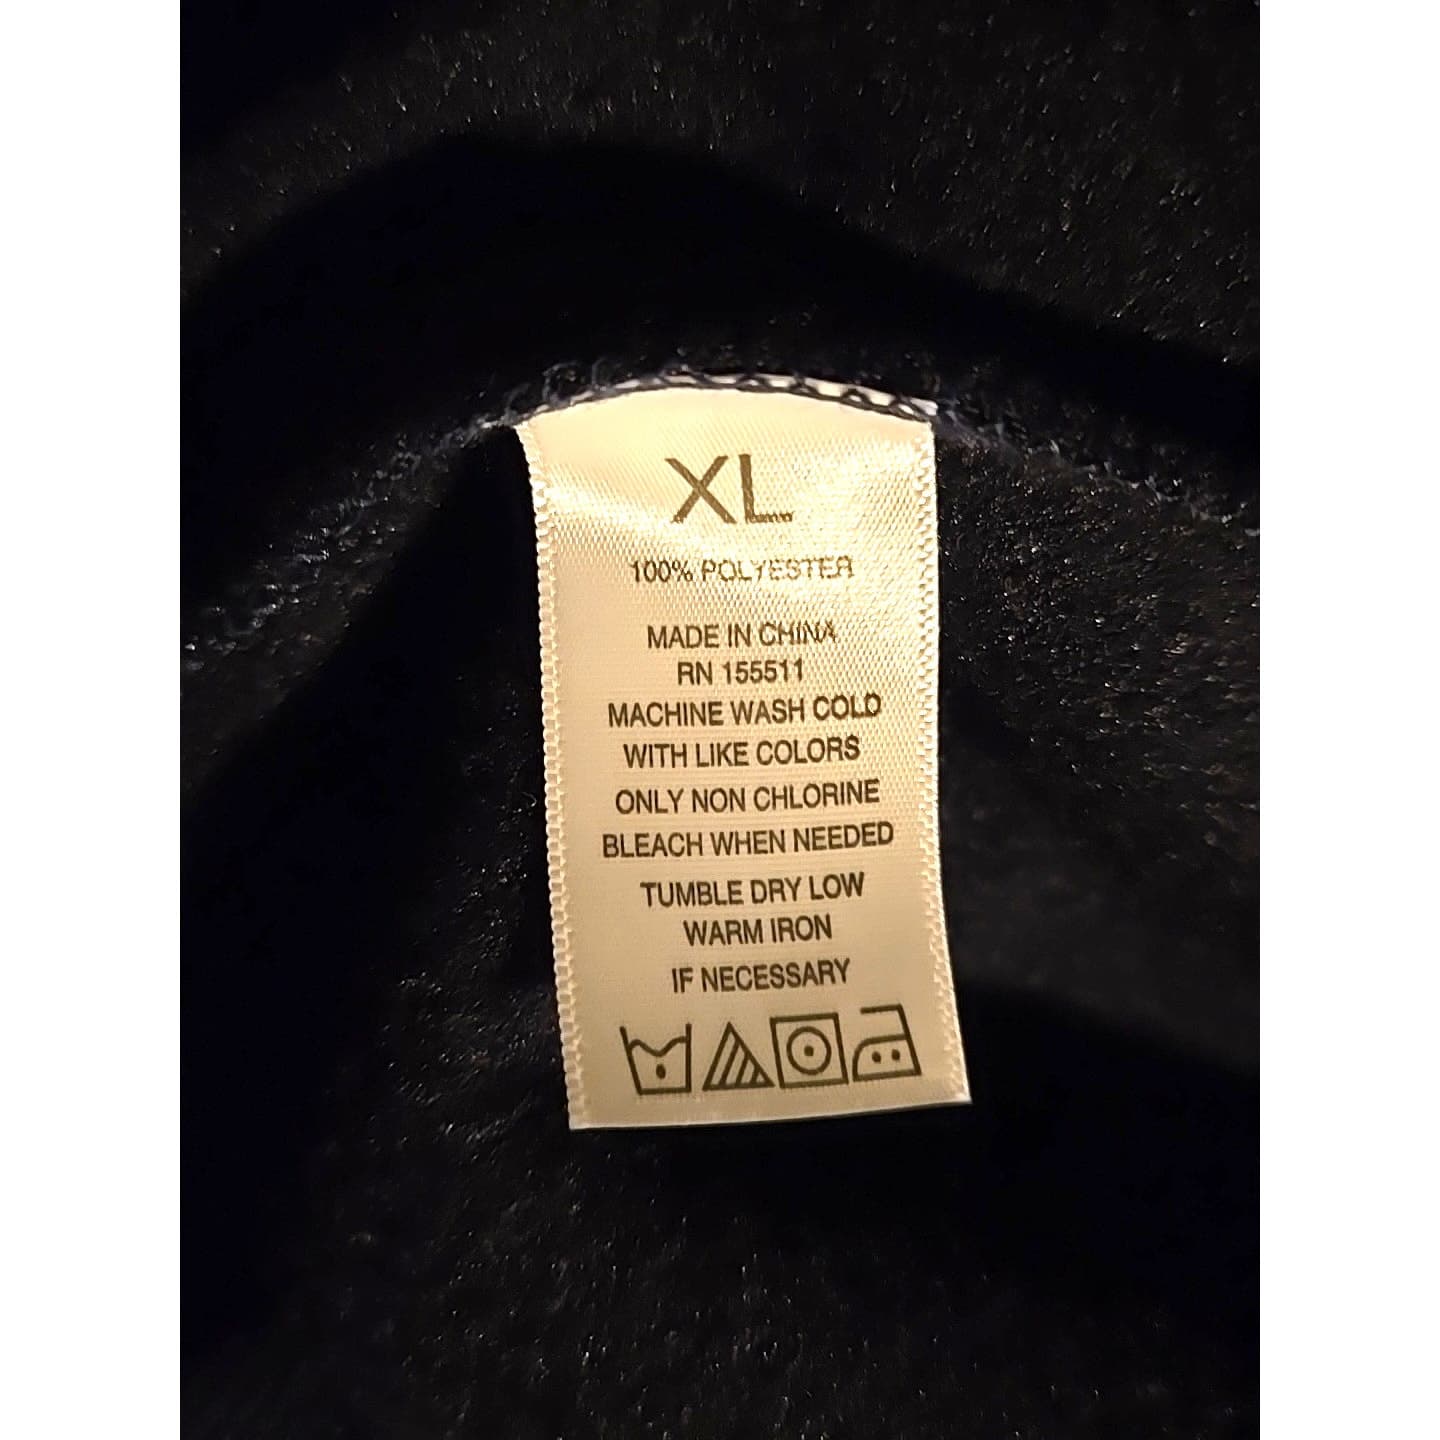 XL
100% POLYESTER
MADE IN CHINA
RN 155511
MACHINE WASH COLD
WITH LIKE COLORS
ONLY NON CHLORINE
BLEACH WHEN NEEDED
TUMBLE DRY LOW
WARM IRON
IF NECESSARY